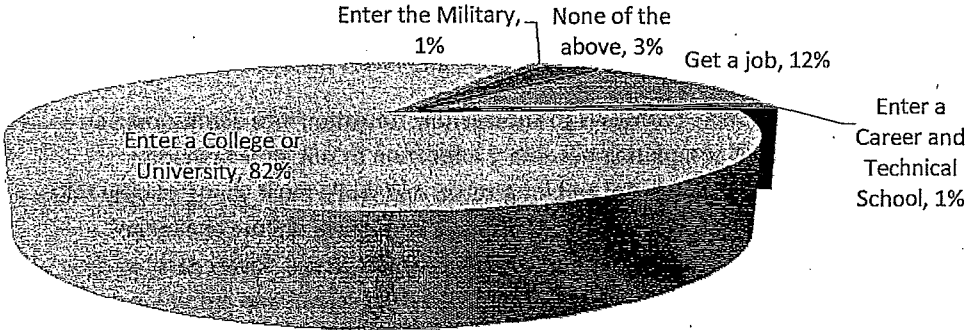 Enter the Military,
1%
None of the
above, 3%
Get a job, 12%
Enter a
Career and
Technical
School, 1%
Enter a College or
University, 82%